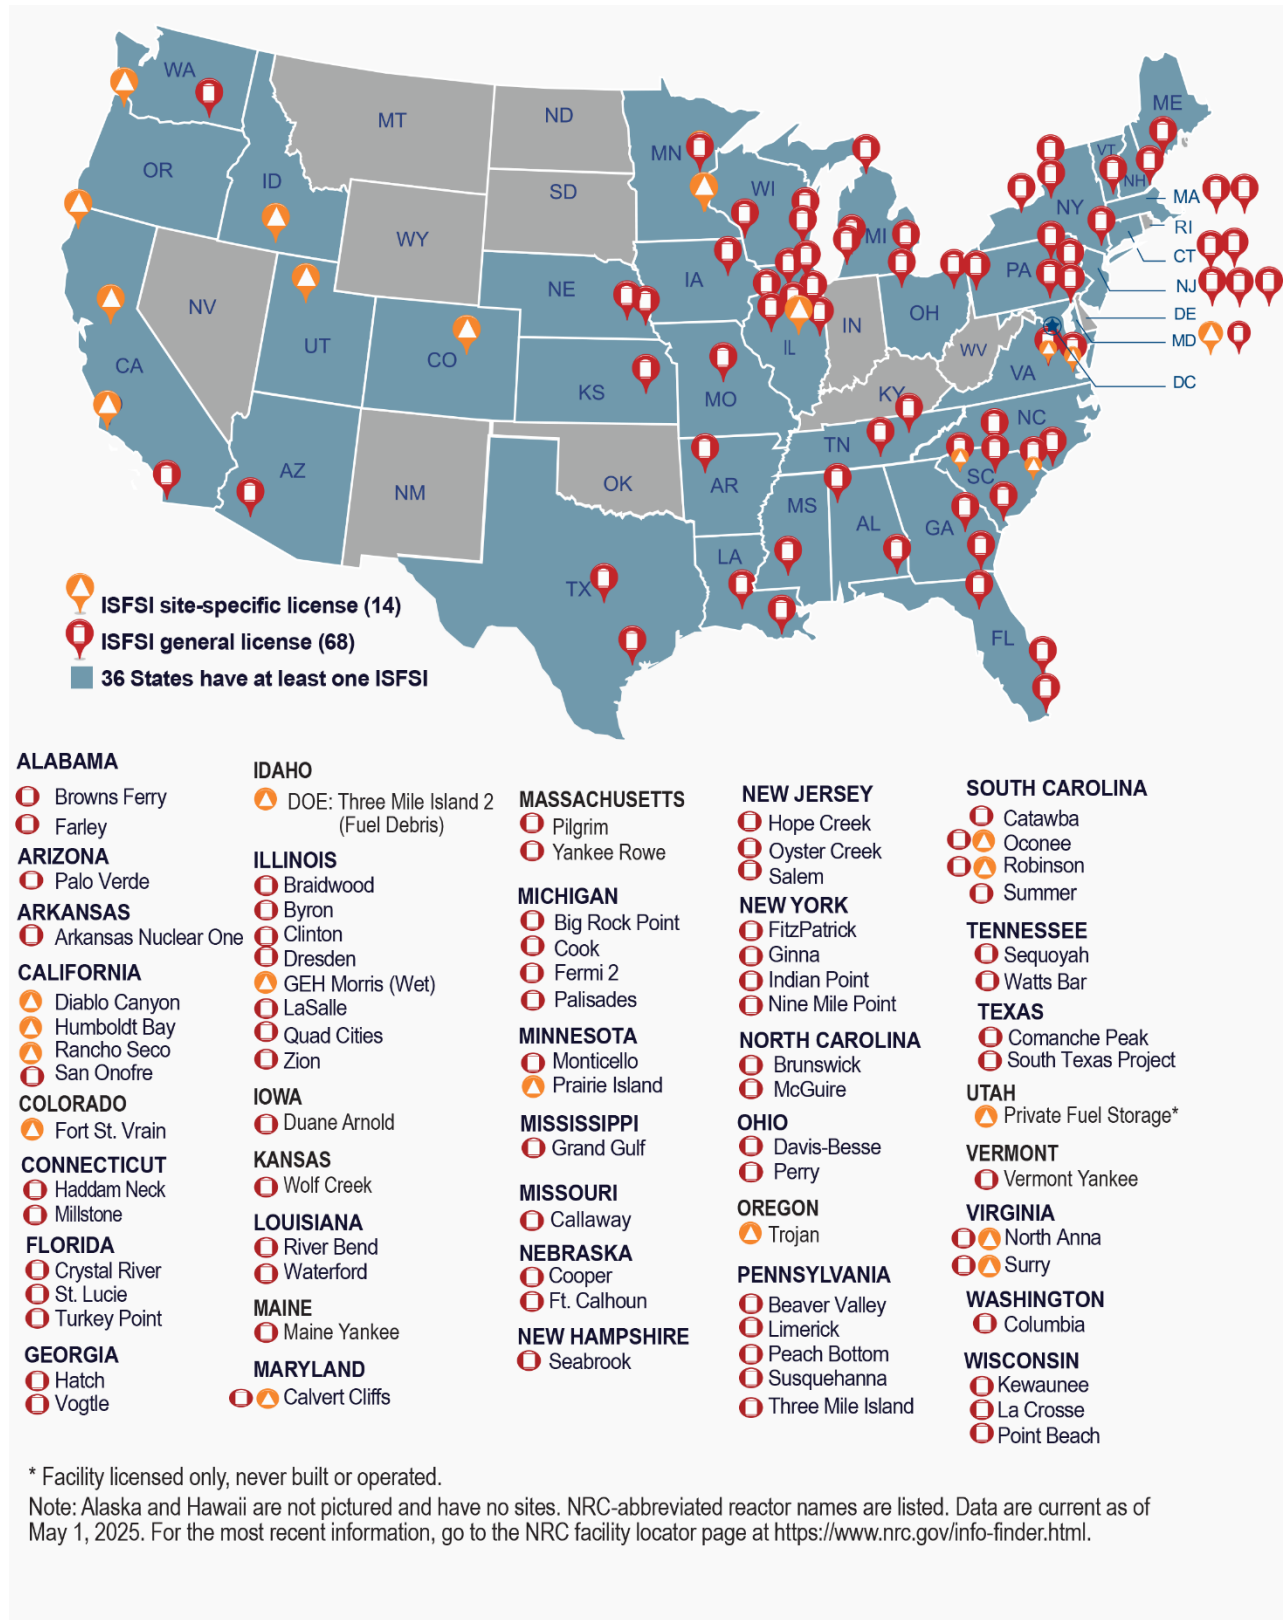 WA
MT
ND
MN
OR
ID
SD
WI
WY
MI
NY
VT
NH
ME
MA
RI
CT
NJ
DE
MD
DC
NV
NE
IA
PA
IL
IN
OH
CA
UT
CO
KS
MO
WV
VA
KY
TN
NC
AZ
NM
OK
AR
SC
MS
AL
GA
TX
LA
FL
ISFSI site-specific license (14)
ISFSI general license (68)
36 States have at least one ISFSI
ALABAMA
Browns Ferry
Farley
ARIZONA
Palo Verde
ARKANSAS
Arkansas Nuclear One
CALIFORNIA
Diablo Canyon
Humboldt Bay
Rancho Seco
San Onofre
COLORADO
Fort St. Vrain
CONNECTICUT
Haddam Neck
Millstone
FLORIDA
Crystal River
St. Lucie
Turkey Point
GEORGIA
Hatch
Vogtle
IDAHO
DOE: Three Mile Island 2
(Fuel Debris)
ILLINOIS
Braidwood
Byron
Clinton
Dresden
GEH Morris (Wet)
LaSalle
Quad Cities
Zion
IOWA
Duane Arnold
KANSAS
Wolf Creek
LOUISIANA
River Bend
Waterford
MAINE
Maine Yankee
MARYLAND
Calvert Cliffs
MASSACHUSETTS
Pilgrim
Yankee Rowe
MICHIGAN
Big Rock Point
Cook
Fermi 2
Palisades
MINNESOTA
Monticello
Prairie Island
MISSISSIPPI
Grand Gulf
MISSOURI
Callaway
NEBRASKA
Cooper
Ft. Calhoun
NEW HAMPSHIRE
Seabrook
NEW JERSEY
Hope Creek
Oyster Creek
Salem
NEW YORK
FitzPatrick
Ginna
Indian Point
Nine Mile Point
NORTH CAROLINA
Brunswick
McGuire
OHIO
Davis-Besse
Perry
OREGON
Trojan
PENNSYLVANIA
Beaver Valley
Limerick
Peach Bottom
Susquehanna
Three Mile Island
SOUTH CAROLINA
Catawba
Oconee
Robinson
Summer
TENNESSEE
Sequoyah
Watts Bar
TEXAS
Comanche Peak
South Texas Project
UTAH
Private Fuel Storage*
VERMONT
Vermont Yankee
VIRGINIA
North Anna
Surry
WASHINGTON
Columbia
WISCONSIN
Kewaunee
La Crosse
Point Beach
* Facility licensed only, never built or operated.
Note: Alaska and Hawaii are not pictured and have no sites. NRC-abbreviated reactor names are listed. Data are current as of
May 1, 2025. For the most recent information, go to the NRC facility locator page at https://www.nrc.gov/info-finder.html.